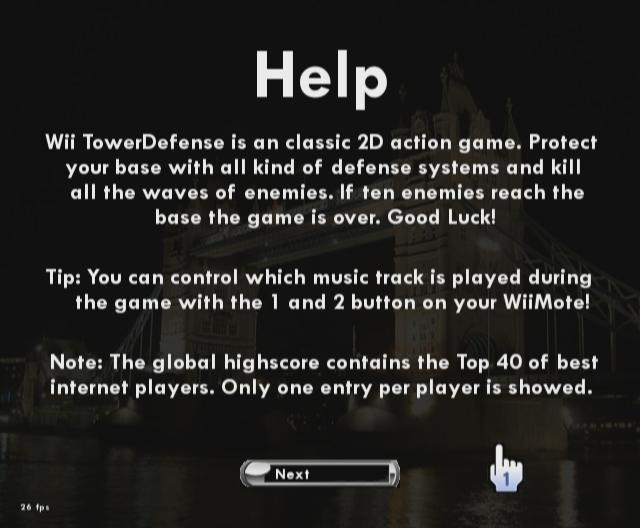 Help
Wii TowerDefense is an classic 2D action game. Protect
your base with all kind of defense systems and kill
all the waves of enemies. If ten enemies reach the
base the game is over. Good Luck!
Tip: You can control which music track is played during
the game with the 1 and 2 button on your WiiMote!
Note: The global highscore contains the Top 40 of best
internet players. Only one entry per player is showed.
Next
1
26 fps